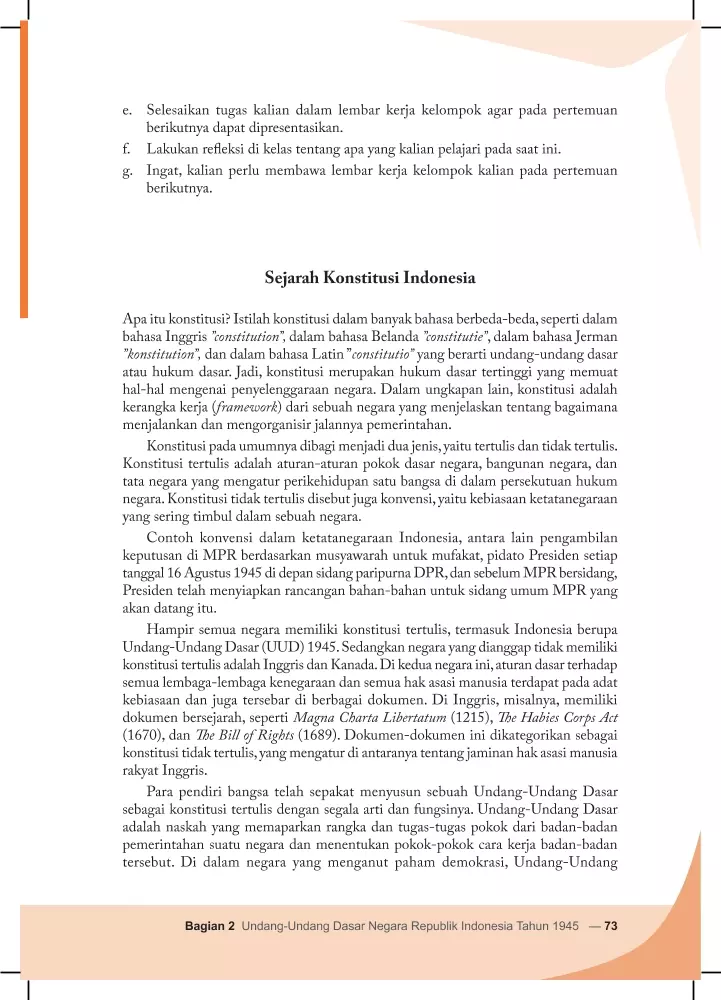 e. Selesaikan tugas kalian dalam lembar kerja kelompok agar pada pertemuan
berikutnya dapat dipresentasikan.
f. Lakukan refleksi di kelas tentang apa yang kalian pelajari pada saat ini.
g. Ingat, kalian perlu membawa lembar kerja kelompok kalian pada pertemuan
berikutnya.
Sejarah Konstitusi Indonesia
Apa itu konstitusi? Istilah konstitusi dalam banyak bahasa berbeda-beda, seperti dalam
bahasa Inggris ”constitution”, dalam bahasa Belanda ”constitutie”, dalam bahasa Jerman
”konstitution”, dan dalam bahasa Latin ”constitutio” yang berarti undang-undang dasar
atau hukum dasar. Jadi, konstitusi merupakan hukum dasar tertinggi yang memuat
hal-hal mengenai penyelenggaraan negara. Dalam ungkapan lain, konstitusi adalah
kerangka kerja (framework) dari sebuah negara yang menjelaskan tentang bagaimana
menjalankan dan mengorganisir jalannya pemerintahan.
Konstitusi pada umumnya dibagi menjadi dua jenis, yaitu tertulis dan tidak tertulis.
Konstitusi tertulis adalah aturan-aturan pokok dasar negara, bangunan negara, dan
tata negara yang mengatur perikehidupan satu bangsa di dalam persekutuan hukum
negara. Konstitusi tidak tertulis disebut juga konvensi, yaitu kebiasaan ketatanegaraan
yang sering timbul dalam sebuah negara.
Contoh konvensi dalam ketatanegaraan Indonesia, antara lain pengambilan
keputusan di MPR berdasarkan musyawarah untuk mufakat, pidato Presiden setiap
tanggal 16 Agustus 1945 di depan sidang paripurna DPR, dan sebelum MPR bersidang,
Presiden telah menyiapkan rancangan bahan-bahan untuk sidang umum MPR yang
akan datang itu.
Hampir semua negara memiliki konstitusi tertulis, termasuk Indonesia berupa
Undang-Undang Dasar (UUD) 1945. Sedangkan negara yang dianggap tidak memiliki
konstitusi tertulis adalah Inggris dan Kanada. Di kedua negara ini, aturan dasar terhadap
semua lembaga-lembaga kenegaraan dan semua hak asasi manusia terdapat pada adat
kebiasaan dan juga tersebar di berbagai dokumen. Di Inggris, misalnya, memiliki
dokumen bersejarah, seperti Magna Charta Libertatum (1215), The Habies Corps Act
(1670), dan The Bill of Rights (1689). Dokumen-dokumen ini dikategorikan sebagai
konstitusi tidak tertulis, yang mengatur di antaranya tentang jaminan hak asasi manusia
rakyat Inggris.
Para pendiri bangsa telah sepakat menyusun sebuah Undang-Undang Dasar
sebagai konstitusi tertulis dengan segala arti dan fungsinya. Undang-Undang Dasar
adalah naskah yang memaparkan rangka dan tugas-tugas pokok dari badan-badan
pemerintahan suatu negara dan menentukan pokok-pokok cara kerja badan-badan
tersebut. Di dalam negara yang menganut paham demokrasi, Undang-Undang
Bagian 2 Undang-Undang Dasar Negara Republik Indonesia Tahun 1945 — 73